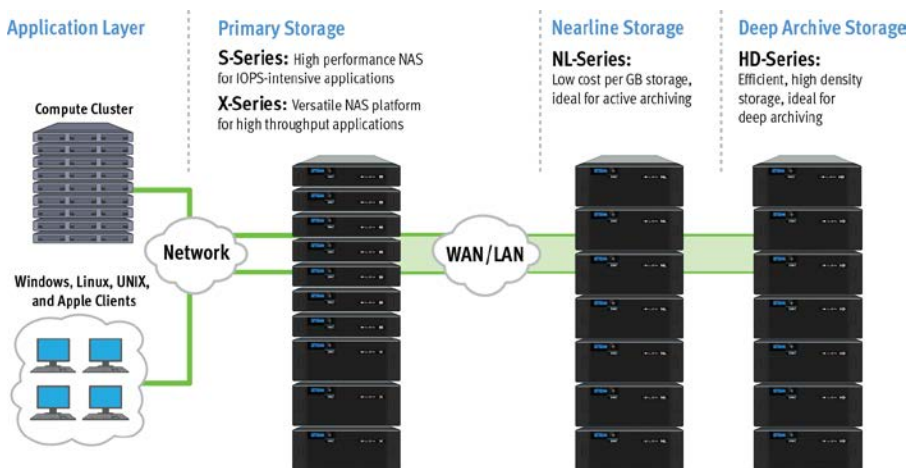 Application Layer
Primary Storage
Nearline Storage
Deep Archive Storage
S-Series: High performance NAS
for IOPS-intensive applications
X-Series: Versatile NAS platform
for high throughput applications
NL-Series:
Low cost per GB storage,
ideal for active archiving
HD-Series:
Efficient, high density
storage, ideal for
deep archiving
Compute Cluster
Network
WAN/LAN
Windows, Linux, UNIX,
and Apple Clients